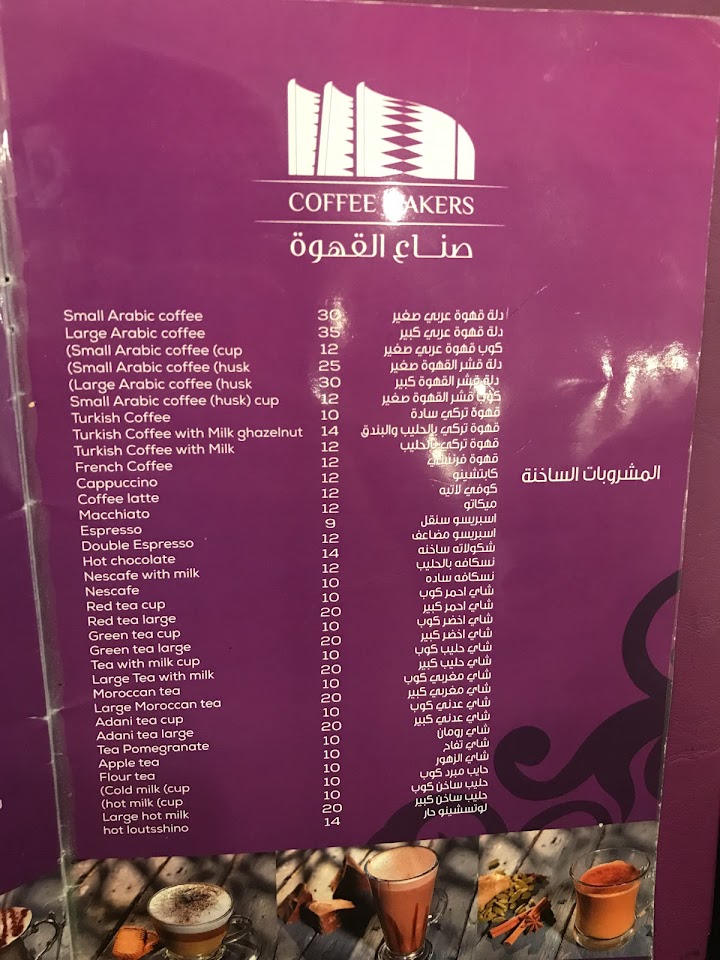 COFFEE MAKERS
صناع القهوة
المشروبات الساخنة
Small Arabic coffee 30 دلة قهوة عربي صغير
Large Arabic coffee 35 دلة قهوة عربي كبير
(Small Arabic coffee (cup 12 كوب قهوة عربي صغير
(Small Arabic coffee (husk 25 دلة قشر القهوة صغير
(Large Arabic coffee (husk 30 دلة قشر القهوة كبير
Small Arabic coffee (husk) cup 12 كوب قشر القهوة صغير
Turkish Coffee 10 قهوة تركي سادة
Turkish Coffee with Milk ghazelnut 14 قهوة تركي بالحليب والبندق
Turkish Coffee with Milk 12 قهوة تركي بالحليب
French Coffee 12 قهوة فرنسي
Cappuccino 12 كابتشينو
Coffee latte 12 كوفي لاتيه
Macchiato 12 ميكاتو
Espresso 9 اسبريسو سنقل
Double Espresso 12 اسبريسو مضاعف
Hot chocolate 14 شكولاته ساخنه
Nescafe with milk 12 نسكافه بالحليب
Nescafe 10 نسكافه ساده
Red tea cup 10 شاي احمر كوب
Red tea large 20 شاي احمر كبير
Green tea cup 10 شاي اخضر كوب
Green tea large 20 شاي اخضر كبير
Tea with milk cup 10 شاي حليب كوب
Large Tea with milk 20 شاي حليب كبير
Moroccan tea 10 شاي مغربي كوب
Large Moroccan tea 20 شاي مغربي كبير
Adani tea cup 10 شاي عدني كوب
Adani tea large 20 شاي عدني كبير
Tea Pomegranate 10 شاي رومان
Apple tea 10 شاي تفاح
Flour tea 10 شاي الزهور
(Cold milk (cup 10 حليب مبرد كوب
(hot milk (cup 10 حليب ساخن كوب
Large hot milk 20 حليب ساخن كبير
hot loutsshino 14 لوتسشينو حار